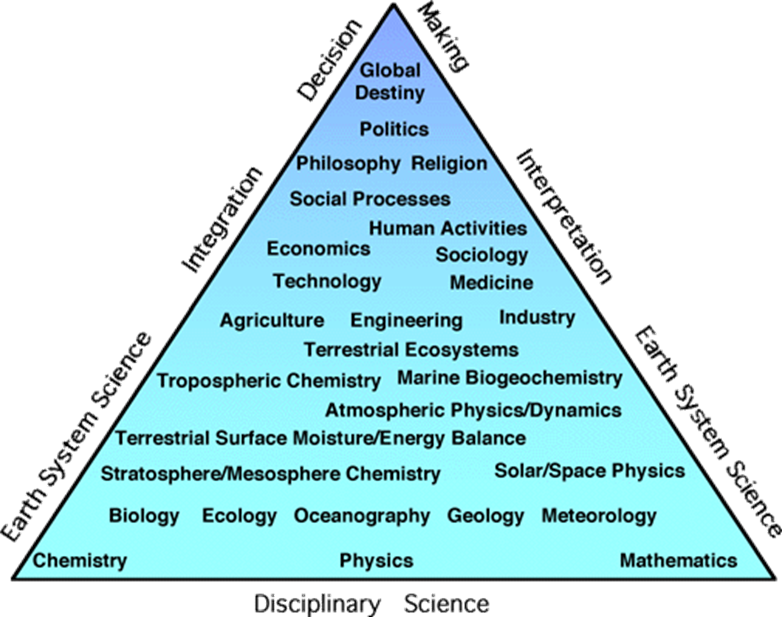 Decision
Making
Global
Destiny
Politics
Philosophy Religion
Integration
Interpretation
Social Processes
Human Activities
Economics
Sociology
Technology
Medicine
Agriculture Engineering Industry
Terrestrial Ecosystems
Earth System Science
Earth System Science
Tropospheric Chemistry Marine Biogeochemistry
Atmospheric Physics/Dynamics
Terrestrial Surface Moisture/Energy Balance
Stratosphere/Mesosphere Chemistry Solar/Space Physics
Biology Ecology Oceanography Geology Meteorology
Chemistry Physics Mathematics
Disciplinary Science